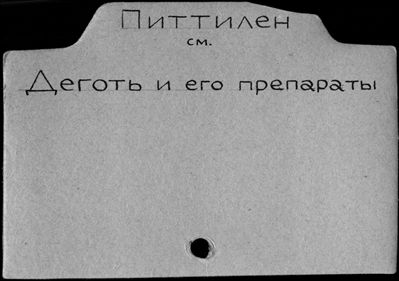 Питтилен
см.
Деготь и его препараты